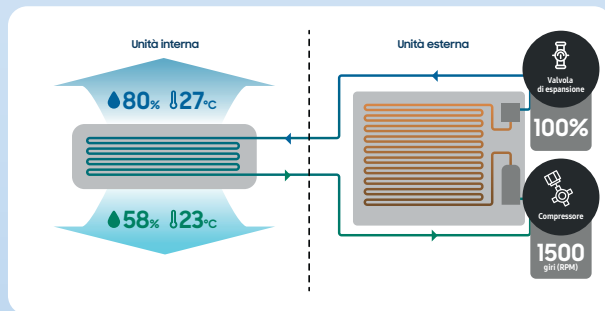 Unità interna
Unità esterna
80% 27°C
58% 23°C
Valvola
di espansione
100%
Compressore
1500
giri (RPM)